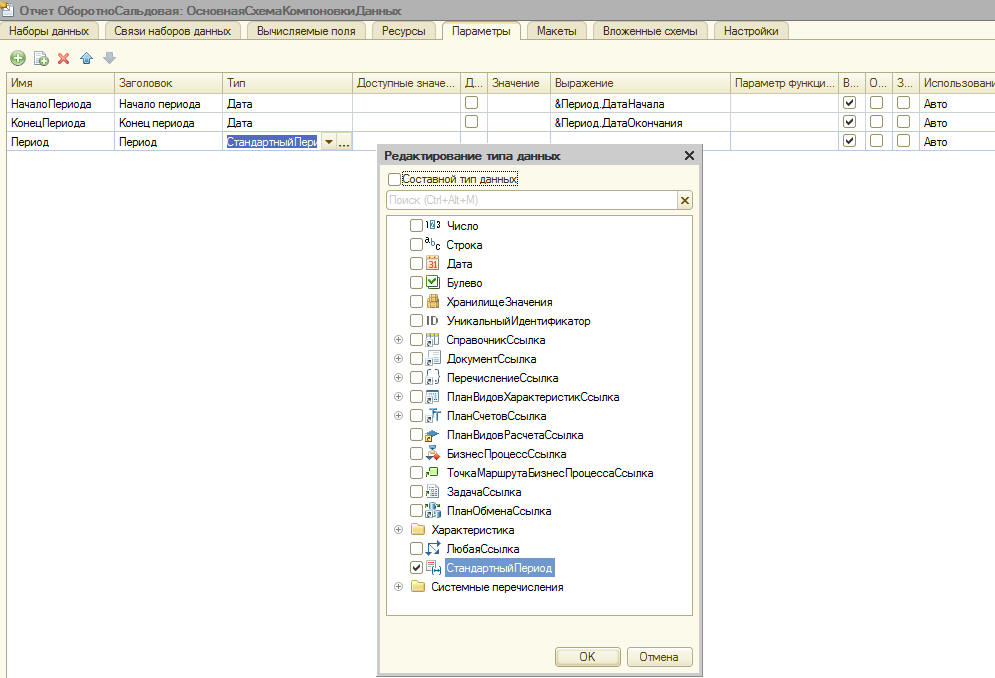 Отчет ОборотноСальдовая: ОсновнаяСхемаКомпоновкиДанных
Наборы данных Связи наборов данных Вычисляемые поля Ресурсы Параметры Макеты Вложенные схемы Настройки
Имя Заголовок Тип Доступные значе... Д... Значение Выражение Параметр функци... В... О... З... Использовани
НачалоПериода Начало периода Дата &Период.ДатаНачала Авто
КонецПериода Конец периода Дата &Период.ДатаОкончания Авто
Период Период СтандартныйПери ... Авто
Редактирование типа данных
Составной тип данных
Поиск (Ctrl+Alt+M)
Число
Строка
Дата
Булево
ХранилищеЗначения
УникальныйИдентификатор
СправочникСсылка
ДокументСсылка
ПеречислениеСсылка
ПланВидовХарактеристикСсылка
ПланСчетовСсылка
ПланВидовРасчетаСсылка
БизнесПроцессСсылка
ТочкаМаршрутаБизнесПроцессаСсылка
ЗадачаСсылка
ПланОбменаСсылка
Характеристика
ЛюбаяСсылка
СтандартныйПериод
Системные перечисления
OK Отмена